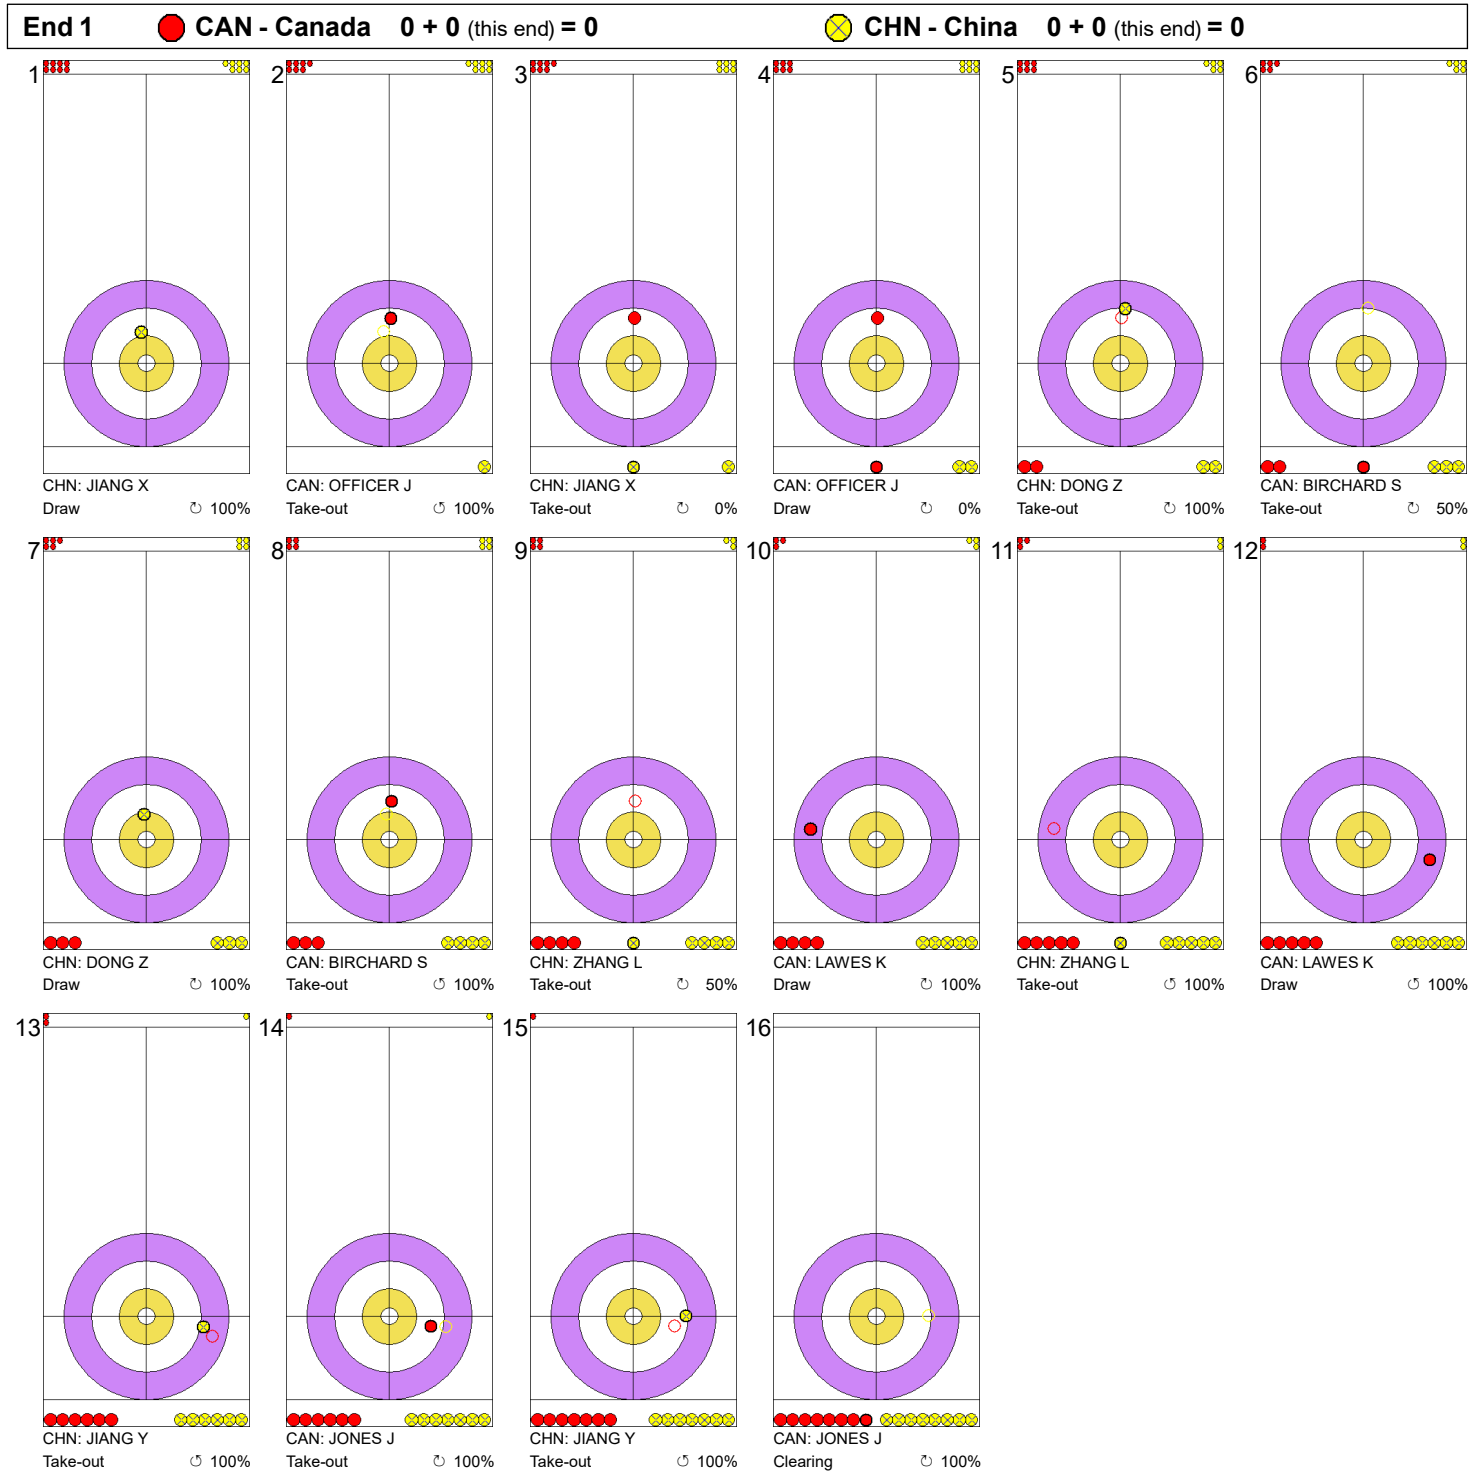 End 1 CAN - Canada 0 + 0 (this end) = 0 CHN - China 0 + 0 (this end) = 0
1 2 3 4 5 6
CHN: JIANG X CAN: OFFICER J CHN: JIANG X CAN: OFFICER J CHN: DONG Z CAN: BIRCHARD S
Draw ↻ 100% Take-out ↺ 100% Take-out ↻ 0% Draw ↻ 0% Take-out ↻ 100% Take-out ↻ 50%
7 8 9 10 11 12
CHN: DONG Z CAN: BIRCHARD S CHN: ZHANG L CAN: LAWES K CHN: ZHANG L CAN: LAWES K
Draw ↻ 100% Take-out ↻ 100% Take-out ↻ 50% Draw ↺ 100% Take-out ↻ 100% Draw ↺ 100%
13 14 15 16
CHN: JIANG Y CAN: JONES J CHN: JIANG Y CAN: JONES J
Take-out ↺ 100% Take-out ↺ 100% Take-out ↺ 100% Clearing ↻ 100%